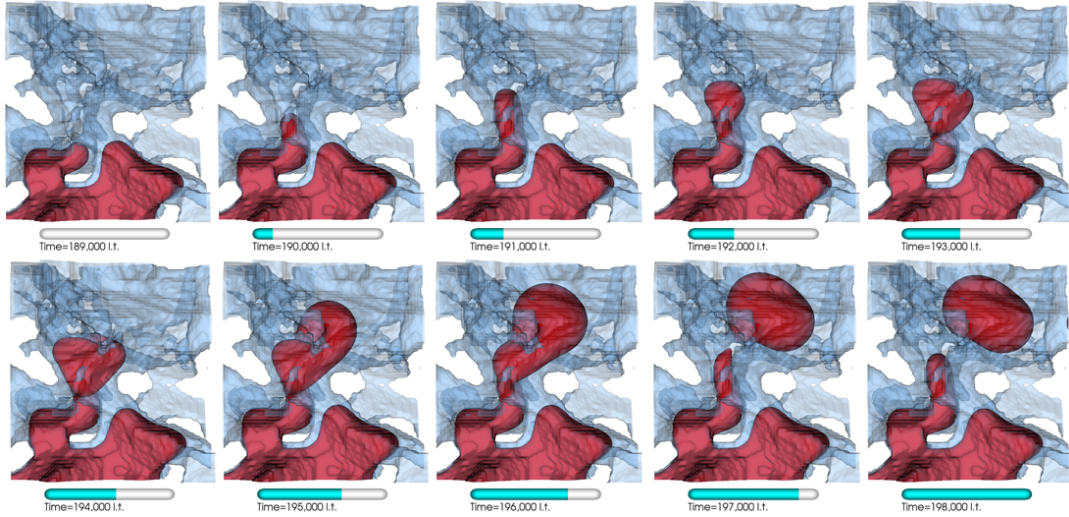 Time=189,000 l.t.
Time=190,000 l.t.
Time=191,000 l.t.
Time=192,000 l.t.
Time=193,000 l.t.
Time=194,000 l.t.
Time=195,000 l.t.
Time=196,000 l.t.
Time=197,000 l.t.
Time=198,000 l.t.